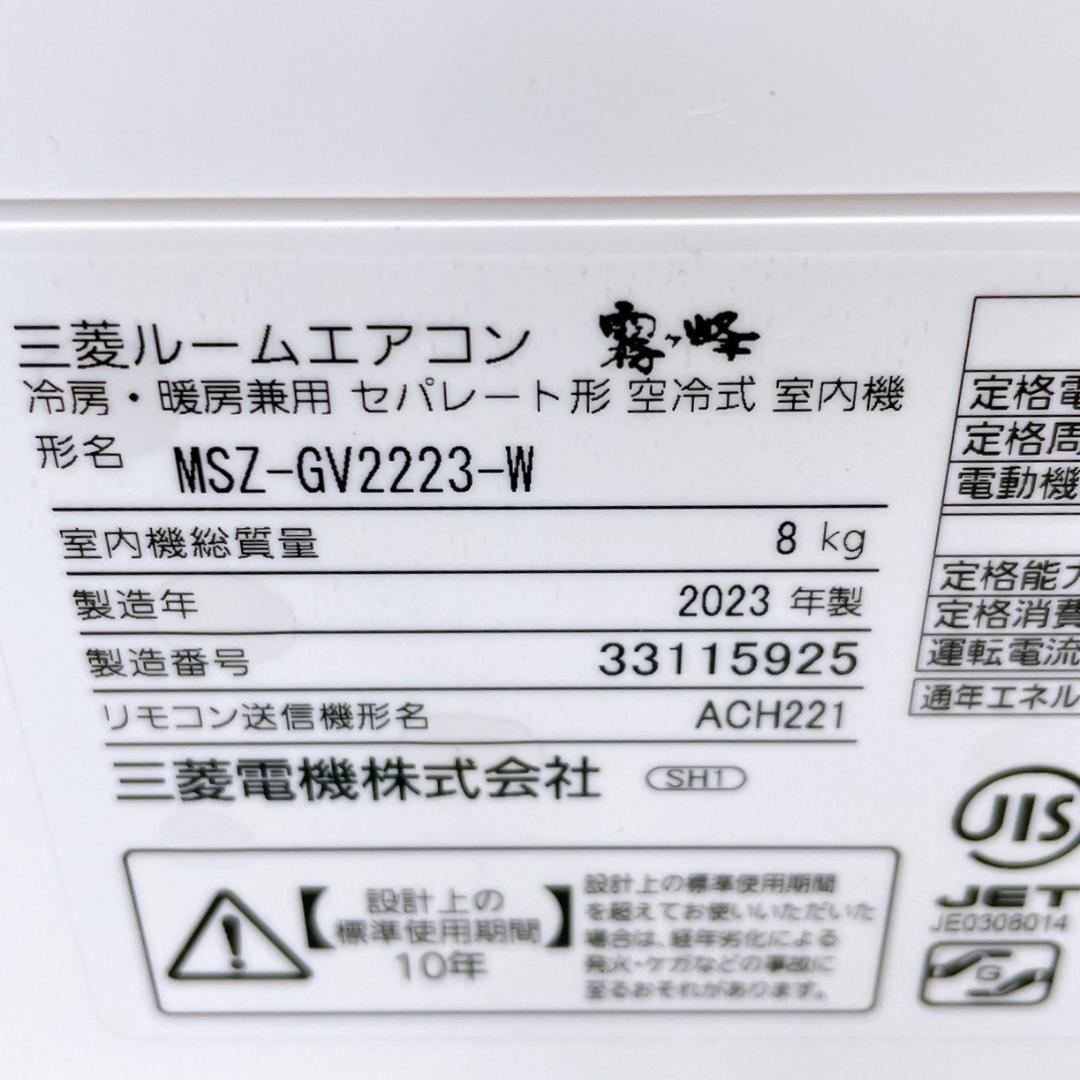 三菱ルームエアコン 霧ヶ峰
冷房・暖房兼用 セパレート形 空冷式 室内機
形名 MSZ-GV2223-W
室内機総質量 8 kg
製造年 2023 年製
製造番号 33115925
リモコン送信機形名 ACH221
三菱電機株式会社 SH1
【設計上の標準使用期間】
10年
設計上の標準使用期間
を超えてお使いいただいた
場合は、経年劣化による
発火・ケガなどの事故に
至るおそれがあります。
定格電
定格周
電動機
定格能力
定格消費
運転電流
通年エネル
JIS
JET
JE0308014
G